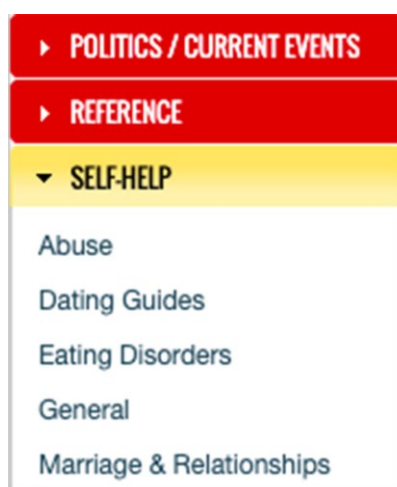 POLITICS / CURRENT EVENTS
REFERENCE
SELF-HELP
Abuse
Dating Guides
Eating Disorders
General
Marriage & Relationships